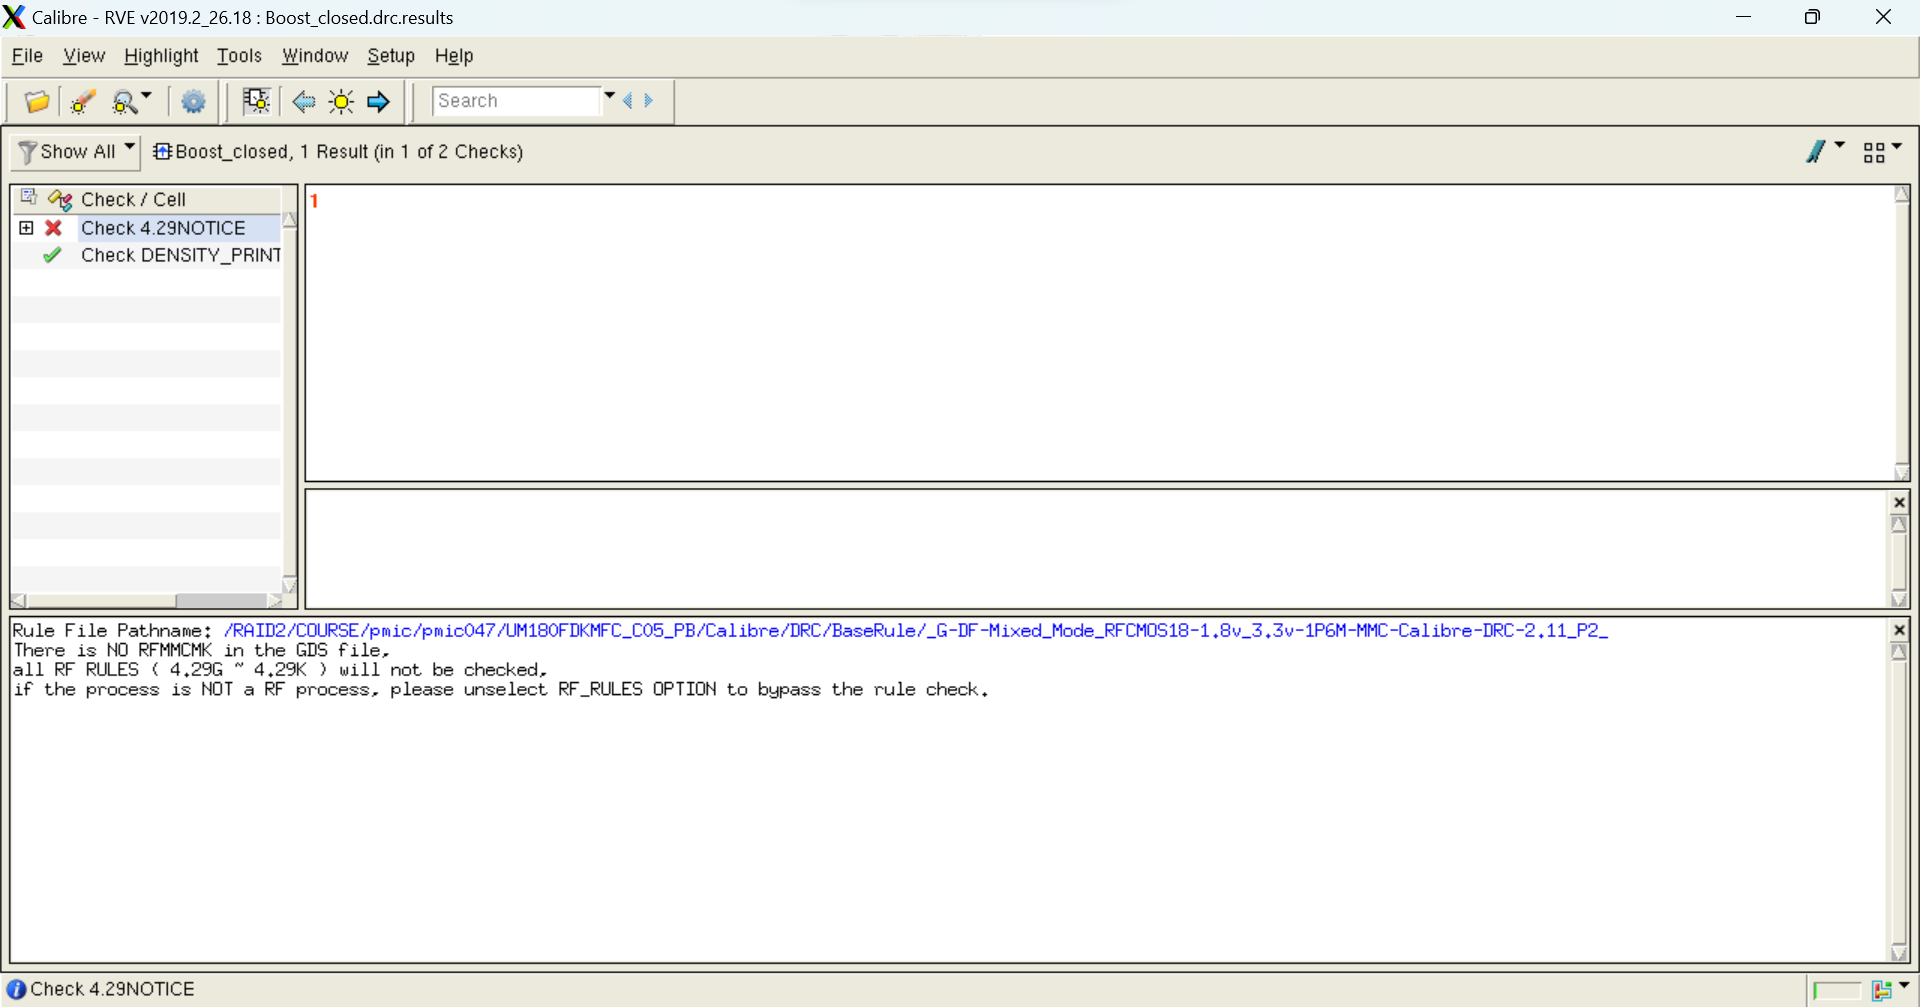 Calibre - RVE v2019.2_26.18 : Boost_closed.drc.results
File View Highlight Tools Window Setup Help
Search
Show All Boost_closed, 1 Result (in 1 of 2 Checks)
Check / Cell
1
Check 4.29NOTICE
Check DENSITY_PRINT
Rule File Pathname: /RAID2/COURSE/pmic/pmic047/UM180FDKMFC_C05_PB/Calibre/DRC/BaseRule/_G-DF-Mixed_Mode_RFCMOS18-1.8v_3.3v-1P6M-MMC-Calibre-DRC-2.11_P2_
There is NO RFMMCMK in the GDS file,
all RF RULES ( 4.29G ~ 4.29K ) will not be checked,
if the process is NOT a RF process, please unselect RF_RULES OPTION to bypass the rule check.
Check 4.29NOTICE